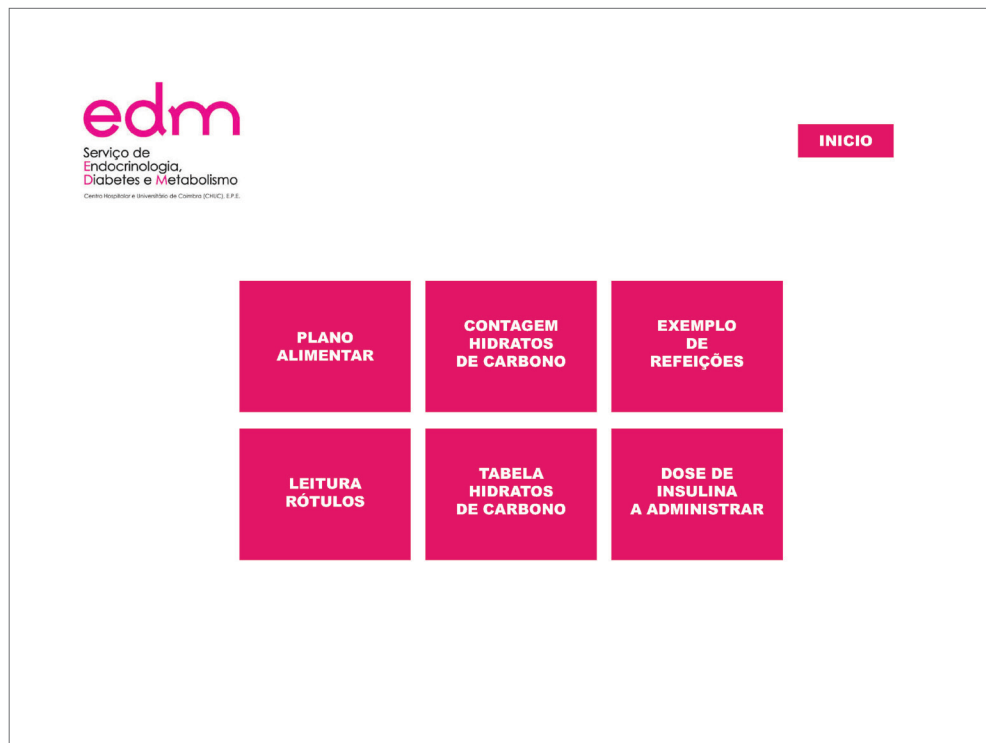 edm
Serviço de
Endocrinologia,
Diabetes e Metabolismo
Centro Hospitalar e Universitário de Coimbra (CHUC), E.P.E.
INICIO
PLANO
ALIMENTAR
CONTAGEM
HIDRATOS
DE CARBONO
EXEMPLO
DE
REFEIÇÕES
LEITURA
RÓTULOS
TABELA
HIDRATOS
DE CARBONO
DOSE DE
INSULINA
A ADMINISTRAR